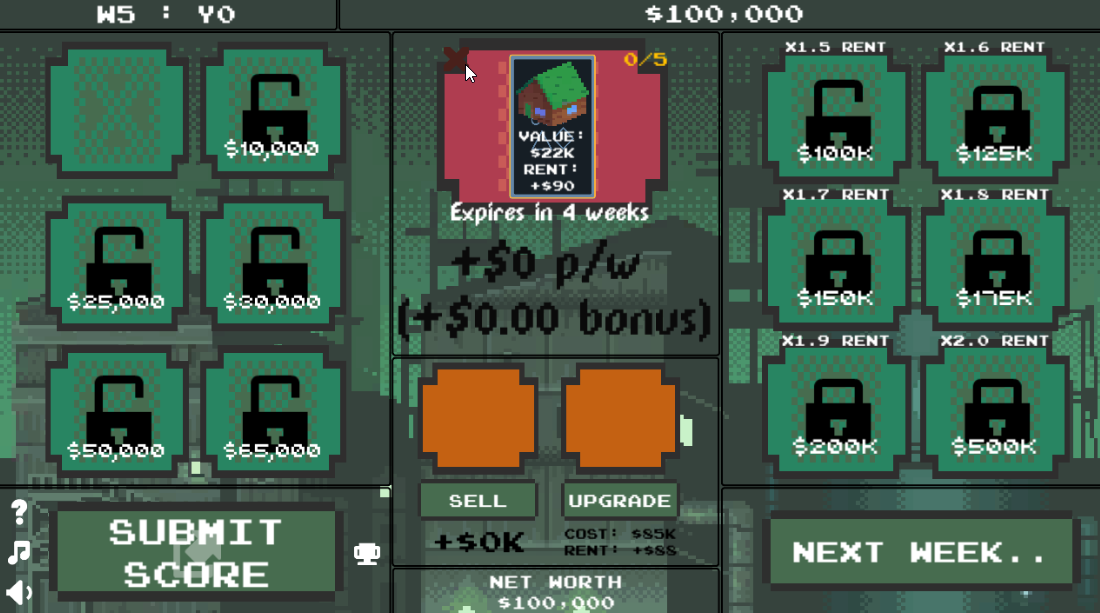 W5 : Y0
$100,000
$10,000
$25,000
$30,000
$50,000
$65,000
SUBMIT
SCORE
?
0/5
VALUE:
$22K
RENT:
+$90
Expires in 4 weeks
+$0 p/w
(+$0.00 bonus)
SELL
UPGRADE
+$0K
COST: $85K
RENT: +$88
NET WORTH
$100,000
X1.5 RENT
X1.6 RENT
$100K
$125K
X1.7 RENT
X1.8 RENT
$150K
$175K
X1.9 RENT
X2.0 RENT
$200K
$500K
NEXT WEEK..